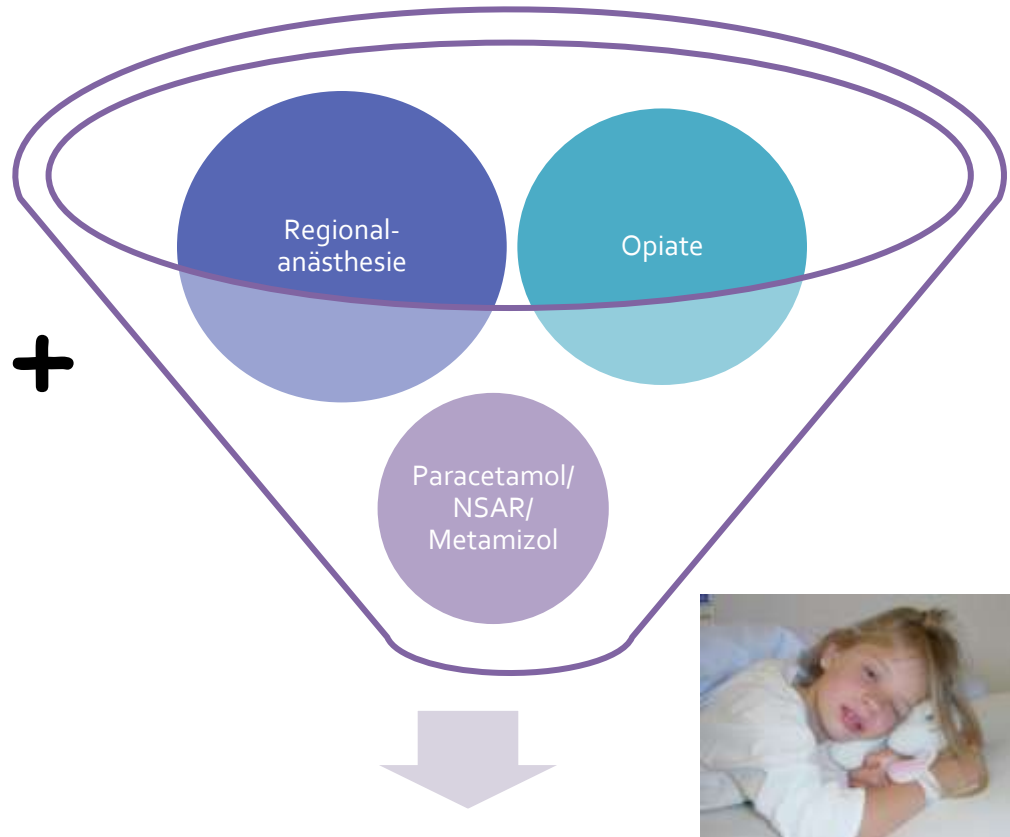 Regional-
anästhesie
Opiate
+
Paracetamol/
NSAR/
Metamizol